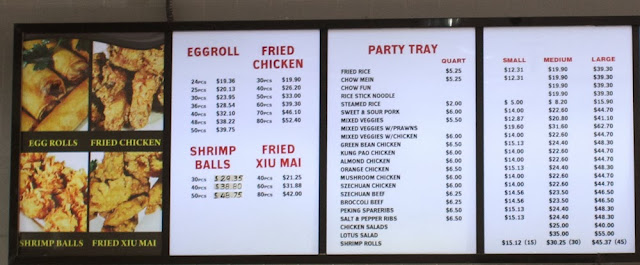 EGG ROLLS FRIED CHICKEN
SHRIMP BALLS FRIED XIU MAI
EGGROLL
24PCS $19.36
25PCS $20.13
30PCS $23.95
36PCS $28.54
40PCS $32.10
48PCS $38.22
50PCS $39.75
FRIED
CHICKEN
30PCS $19.90
40PCS $26.20
50PCS $33.00
60PCS $39.30
70PCS $46.10
80PCS $52.40
SHRIMP
BALLS
30PCS $29.35
40PCS $38.80
50PCS $48.75
FRIED
XIU MAI
40PCS $21.25
60PCS $31.88
80PCS $42.00
PARTY TRAY
QUART SMALL MEDIUM LARGE
FRIED RICE $5.25 $12.31 $19.90 $39.30
CHOW MEIN $5.25 $12.31 $19.90 $39.30
CHOW FUN $19.90 $39.30
RICE STICK NOODLE $19.90 $39.30
STEAMED RICE $2.00 $ 5.00 $ 8.20 $15.90
SWEET & SOUR PORK $6.00 $14.00 $22.60 $44.70
MIXED VEGGIES $5.50 $12.87 $20.80 $41.10
MIXED VEGGIES W/PRAWNS $19.60 $31.60 $62.70
MIXED VEGGIES W/CHICKEN $6.00 $14.00 $22.60 $44.70
GREEN BEAN CHICKEN $6.50 $15.13 $24.40 $48.30
KUNG PAO CHICKEN $6.00 $14.00 $22.60 $44.70
ALMOND CHICKEN $6.00 $14.00 $22.60 $44.70
ORANGE CHICKEN $6.50 $15.13 $24.40 $48.30
MUSHROOM CHICKEN $6.00 $14.00 $22.60 $44.70
SZECHUAN CHICKEN $6.00 $14.00 $22.60 $44.70
SZECHUAN BEEF $6.25 $14.56 $23.50 $46.50
BROCCOLI BEEF $6.25 $14.56 $23.50 $46.50
PEKING SPARERIBS $6.50 $15.13 $24.40 $48.30
SALT & PEPPER RIBS $6.50 $15.13 $24.40 $48.30
CHICKEN SALADS $25.00 $40.00
LOTUS SALAD $35.00 $55.00
SHRIMP ROLLS $15.12 (15) $30.25 (30) $45.37 (45)